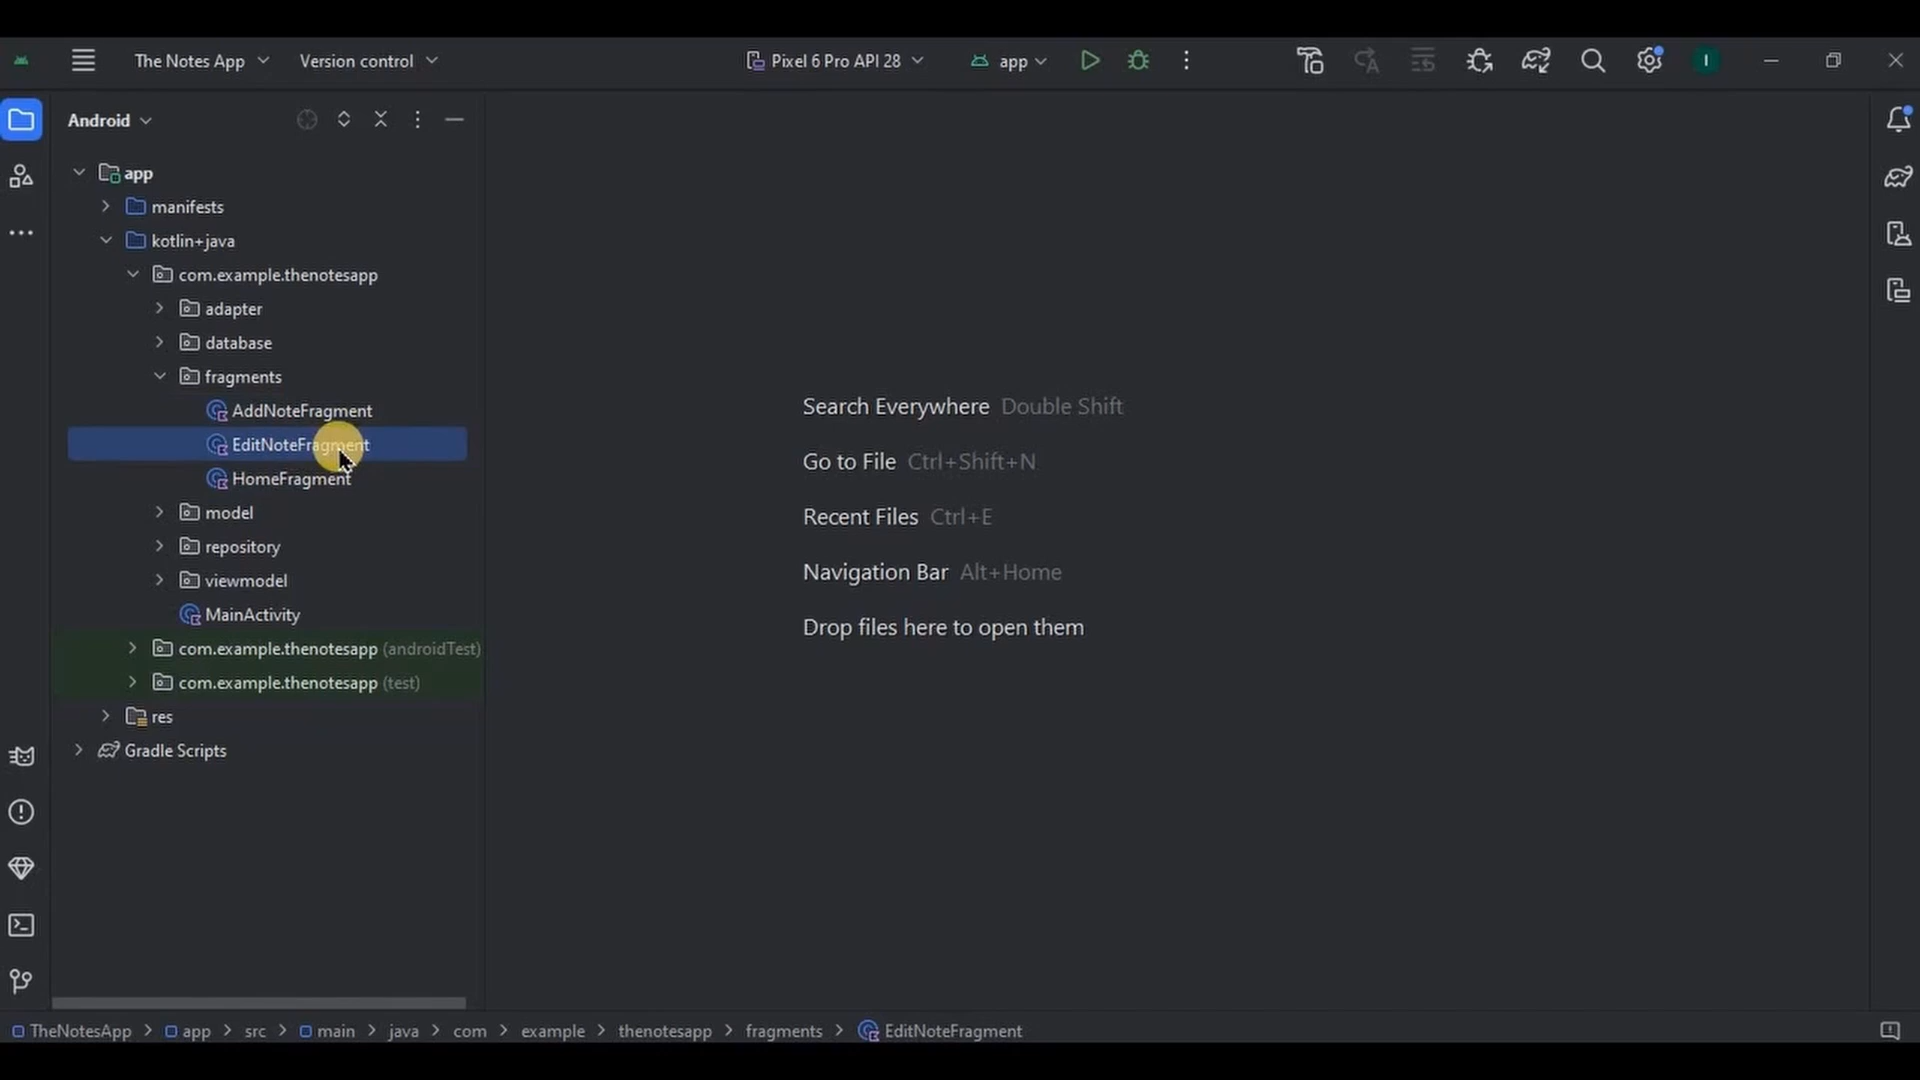 The Notes App Version control Pixel 6 Pro API 28 app I
Android
app
manifests
kotlin+java
com.example.thenotesapp
adapter
database
fragments
AddNoteFragment
EditNoteFragment
HomeFragment
model
repository
viewmodel
MainActivity
com.example.thenotesapp (androidTest)
com.example.thenotesapp (test)
res
Gradle Scripts
Search Everywhere Double Shift
Go to File Ctrl+Shift+N
Recent Files Ctrl+E
Navigation Bar Alt+Home
Drop files here to open them
TheNotesApp > app > src > main > java > com > example > thenotesapp > fragments > EditNoteFragment